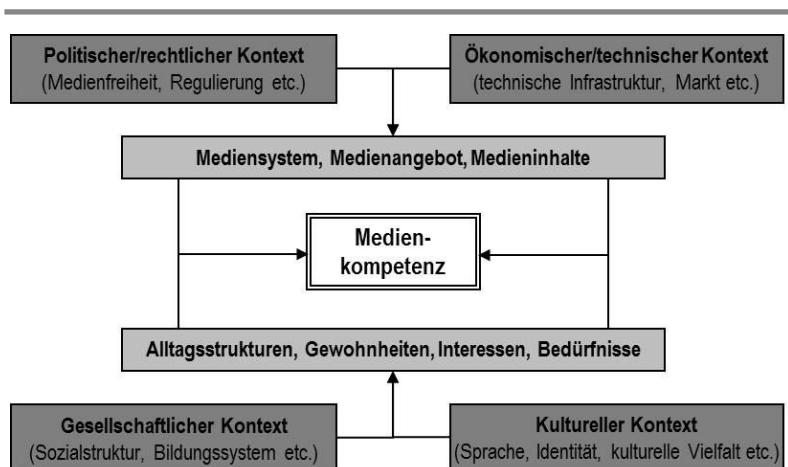 Politischer/rechtlicher Kontext
(Medienfreiheit, Regulierung etc.)
Ökonomischer/technischer Kontext
(technische Infrastruktur, Markt etc.)
Mediensystem, Medienangebot, Medieninhalte
Medien-
kompetenz
Alltagsstrukturen, Gewohnheiten, Interessen, Bedürfnisse
Gesellschaftlicher Kontext
(Sozialstruktur, Bildungssystem etc.)
Kultureller Kontext
(Sprache, Identität, kulturelle Vielfalt etc.)